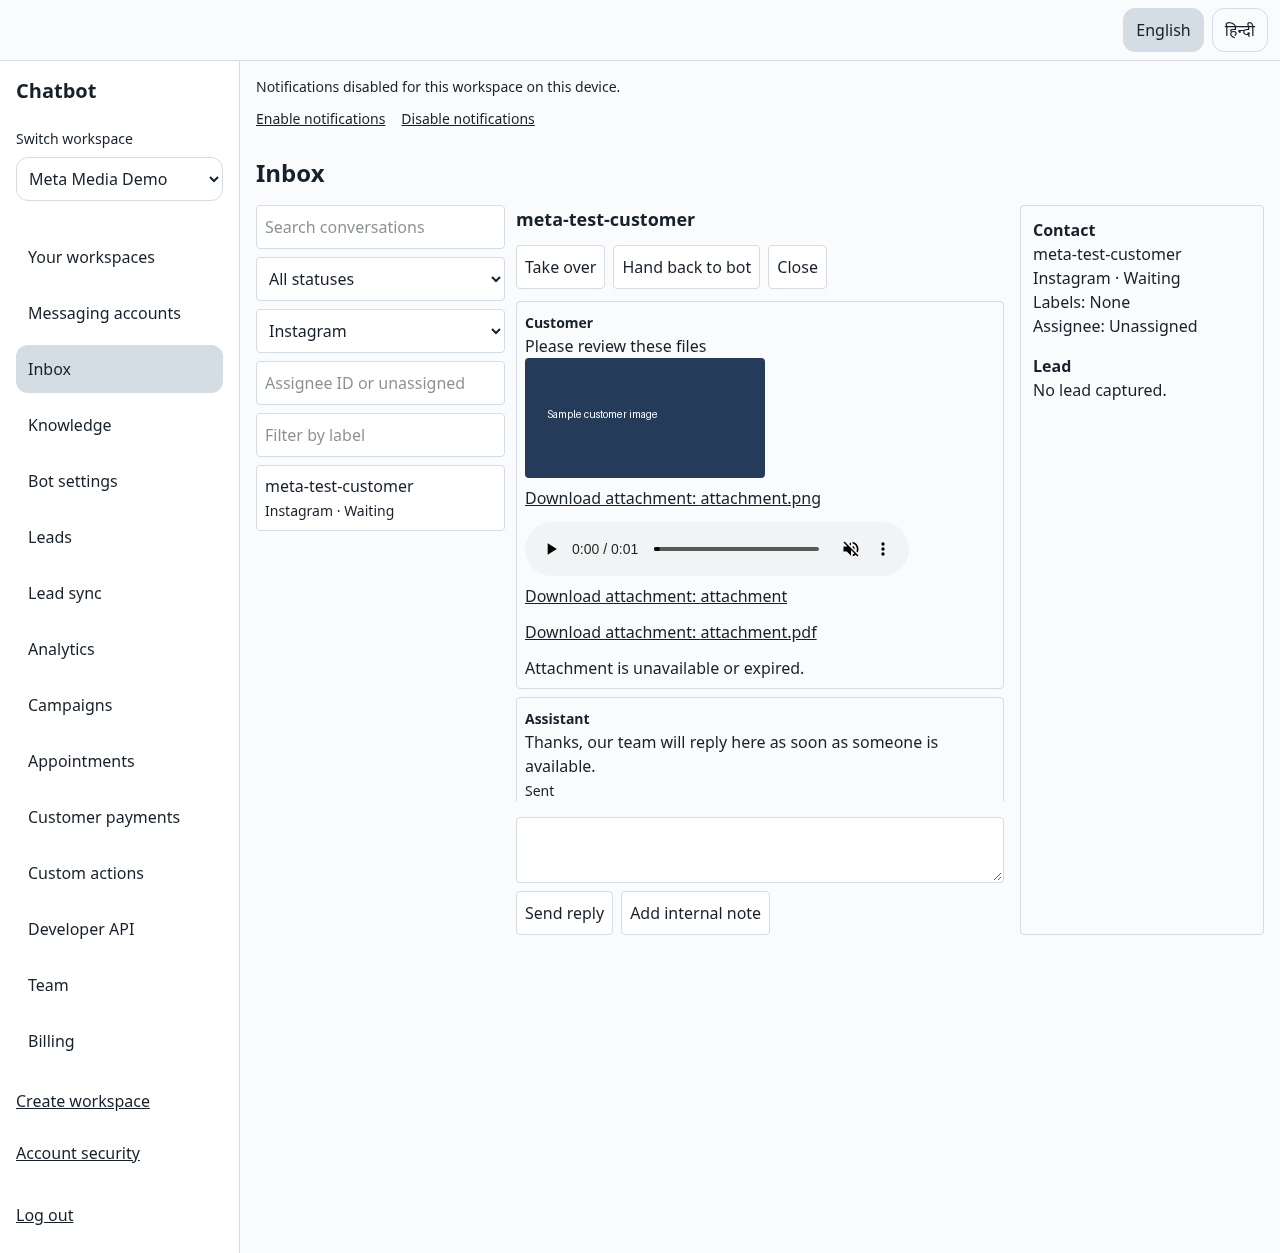 English
हिन्दी
Chatbot
Switch workspace
Meta Media Demo
Your workspaces
Messaging accounts
Inbox
Knowledge
Bot settings
Leads
Lead sync
Analytics
Campaigns
Appointments
Customer payments
Custom actions
Developer API
Team
Billing
Create workspace
Account security
Log out
Notifications disabled for this workspace on this device.
Enable notifications Disable notifications
Inbox
Search conversations
All statuses
Instagram
Assignee ID or unassigned
Filter by label
meta-test-customer
Instagram · Waiting
meta-test-customer
Take over Hand back to bot Close
Customer
Please review these files
Sample customer image
Download attachment: attachment.png
0:00 / 0:01
Download attachment: attachment
Download attachment: attachment.pdf
Attachment is unavailable or expired.
Assistant
Thanks, our team will reply here as soon as someone is
available.
Sent
Send reply Add internal note
Contact
meta-test-customer
Instagram · Waiting
Labels: None
Assignee: Unassigned
Lead
No lead captured.